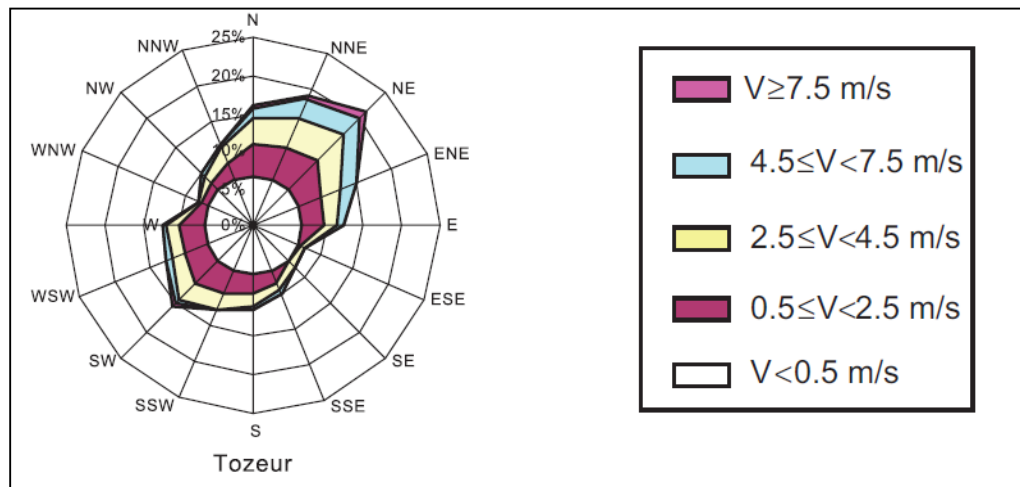 N
NNW
NNE
NW
NE
WNW
ENE
W
E
WSW
ESE
SW
SE
SSW
SSE
S
25%
20%
15%
10%
5%
0%
Tozeur
V≥7.5 m/s
4.5≤V<7.5 m/s
2.5≤V<4.5 m/s
0.5≤V<2.5 m/s
V<0.5 m/s